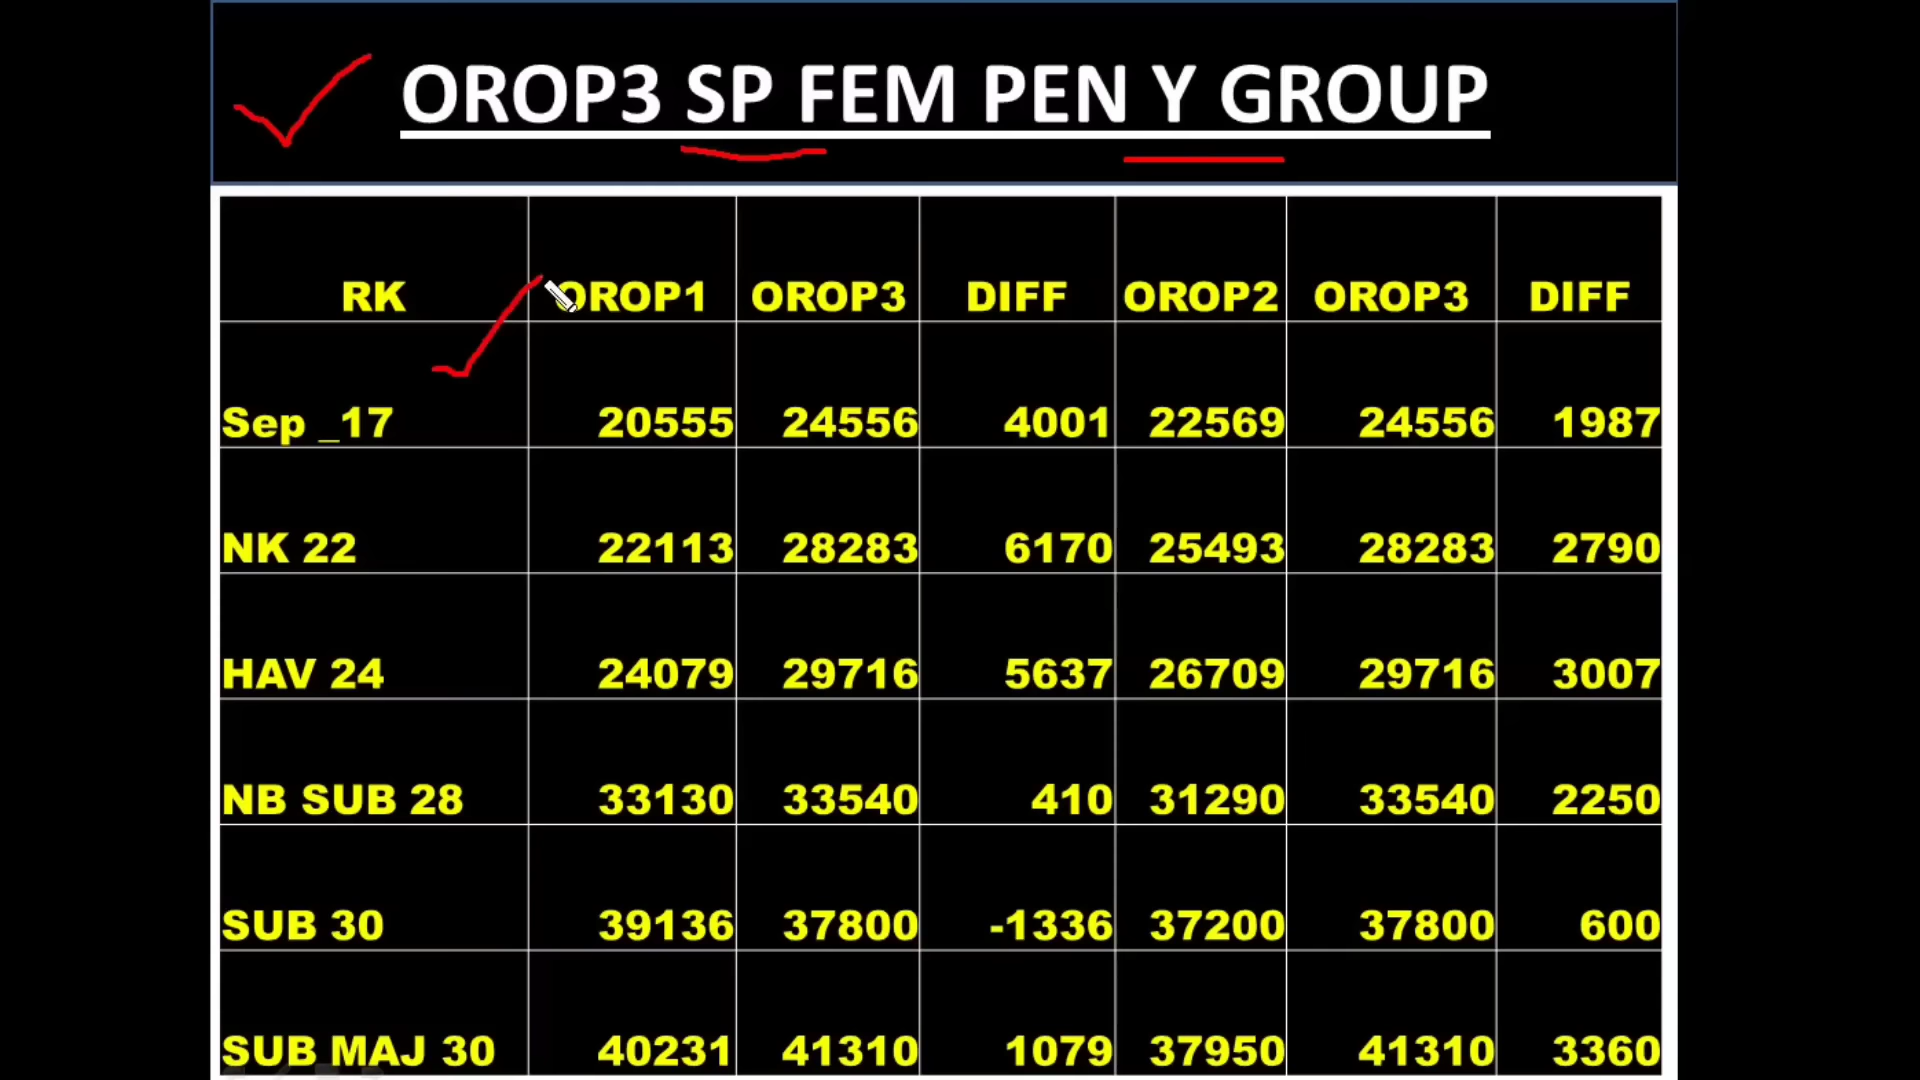 OROP3 SP FEM PEN Y GROUP
RK OROP1 OROP3 DIFF OROP2 OROP3 DIFF
Sep _17 20555 24556 4001 22569 24556 1987
NK 22 22113 28283 6170 25493 28283 2790
HAV 24 24079 29716 5637 26709 29716 3007
NB SUB 28 33130 33540 410 31290 33540 2250
SUB 30 39136 37800 -1336 37200 37800 600
SUB MAJ 30 40231 41310 1079 37950 41310 3360